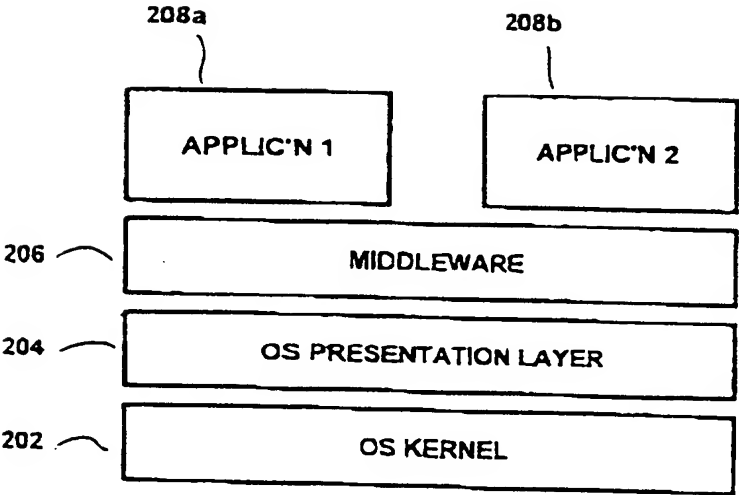 208a
208b
APPLIC'N 1
APPLIC'N 2
206
MIDDLEWARE
204
OS PRESENTATION LAYER
202
OS KERNEL